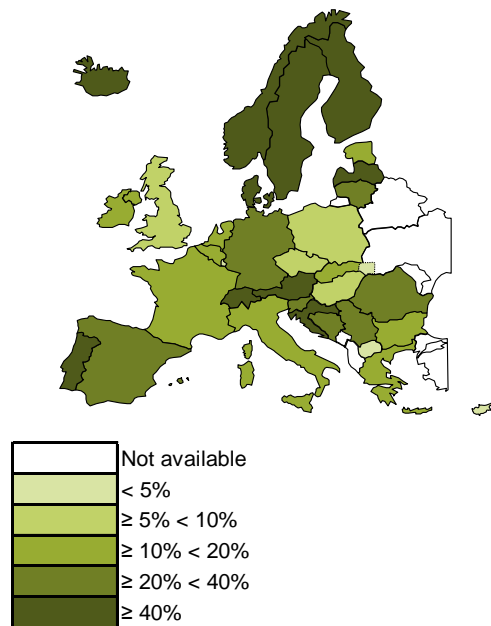 Not available
< 5%
≥ 5% < 10%
≥ 10% < 20%
≥ 20% < 40%
≥ 40%